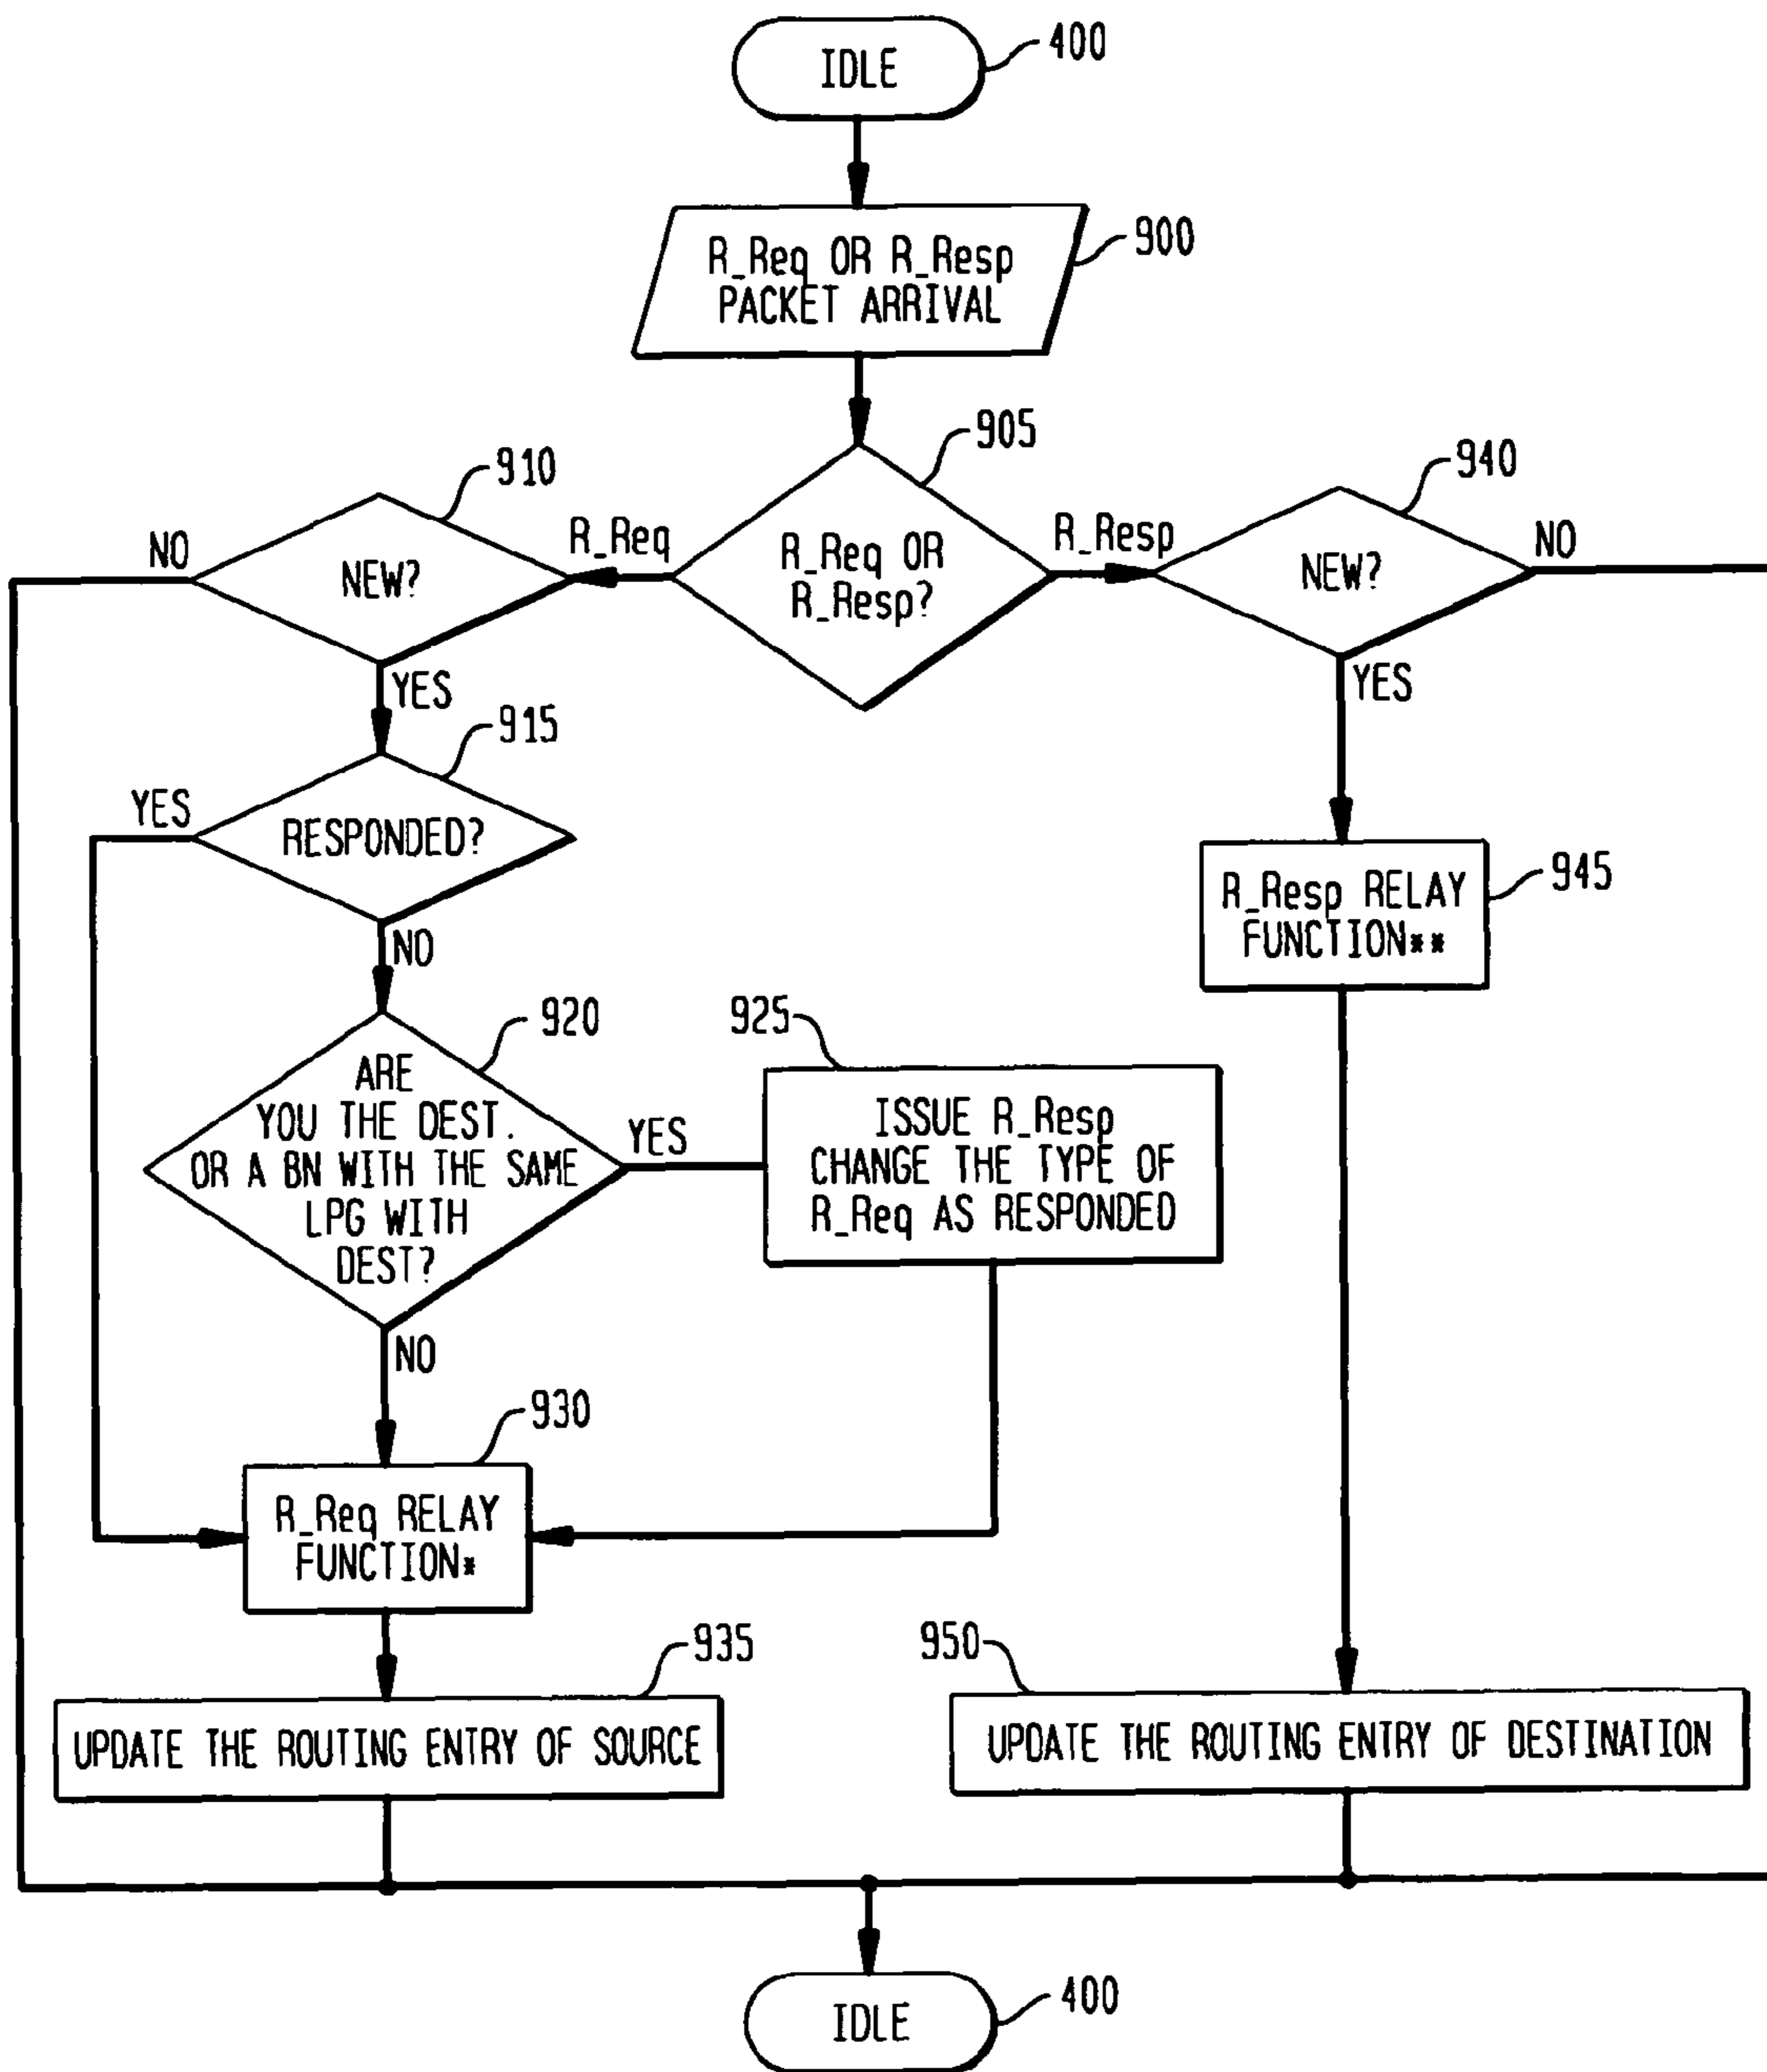 IDLE
400
R_Req OR R_Resp
PACKET ARRIVAL
900
905
R_Req OR
R_Resp?
R_Req
R_Resp
910
NEW?
NO
YES
940
NEW?
NO
YES
915
RESPONDED?
YES
NO
945
R_Resp RELAY
FUNCTION**
920
ARE
YOU THE DEST.
OR A BN WITH THE SAME
LPG WITH
DEST?
YES
NO
925
ISSUE R_Resp
CHANGE THE TYPE OF
R_Req AS RESPONDED
930
R_Req RELAY
FUNCTION*
935
UPDATE THE ROUTING ENTRY OF SOURCE
950
UPDATE THE ROUTING ENTRY OF DESTINATION
IDLE
400